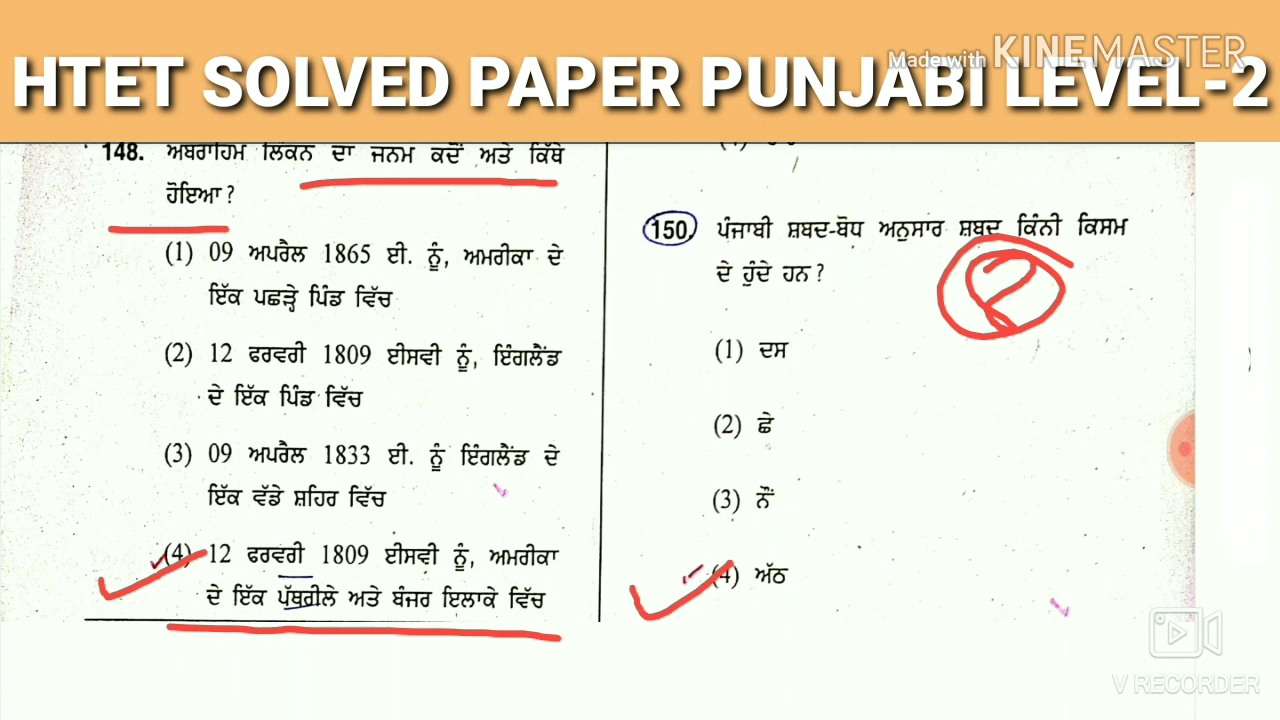 Made with KINEMASTER
HTET SOLVED PAPER PUNJABI LEVEL-2
148. ਅਬਰਾਹਿਮ ਲਿੰਕਨ ਦਾ ਜਨਮ ਕਦੋਂ ਅਤੇ ਕਿੱਥੇ
ਹੋਇਆ ?
(1) 09 ਅਪਰੈਲ 1865 ਈ. ਨੂੰ, ਅਮਰੀਕਾ ਦੇ
ਇੱਕ ਪਛੜ੍ਹੇ ਪਿੰਡ ਵਿੱਚ
(2) 12 ਫਰਵਰੀ 1809 ਈਸਵੀ ਨੂੰ, ਇੰਗਲੈਂਡ
ਦੇ ਇੱਕ ਪਿੰਡ ਵਿੱਚ
(3) 09 ਅਪਰੈਲ 1833 ਈ. ਨੂੰ ਇੰਗਲੈਂਡ ਦੇ
ਇੱਕ ਵੱਡੇ ਸ਼ਹਿਰ ਵਿੱਚ
(4) 12 ਫਰਵਰੀ 1809 ਈਸਵੀ ਨੂੰ, ਅਮਰੀਕਾ
ਦੇ ਇੱਕ ਪੱਥਰੀਲੇ ਅਤੇ ਬੰਜਰ ਇਲਾਕੇ ਵਿੱਚ
150. ਪੰਜਾਬੀ ਸ਼ਬਦ-ਬੋਧ ਅਨੁਸਾਰ ਸ਼ਬਦ ਕਿੰਨੀ ਕਿਸਮ
ਦੇ ਹੁੰਦੇ ਹਨ ?
(1) ਦਸ
(2) ਛੇ
(3) ਨੌਂ
(4) ਅੱਠ
V RECORDER